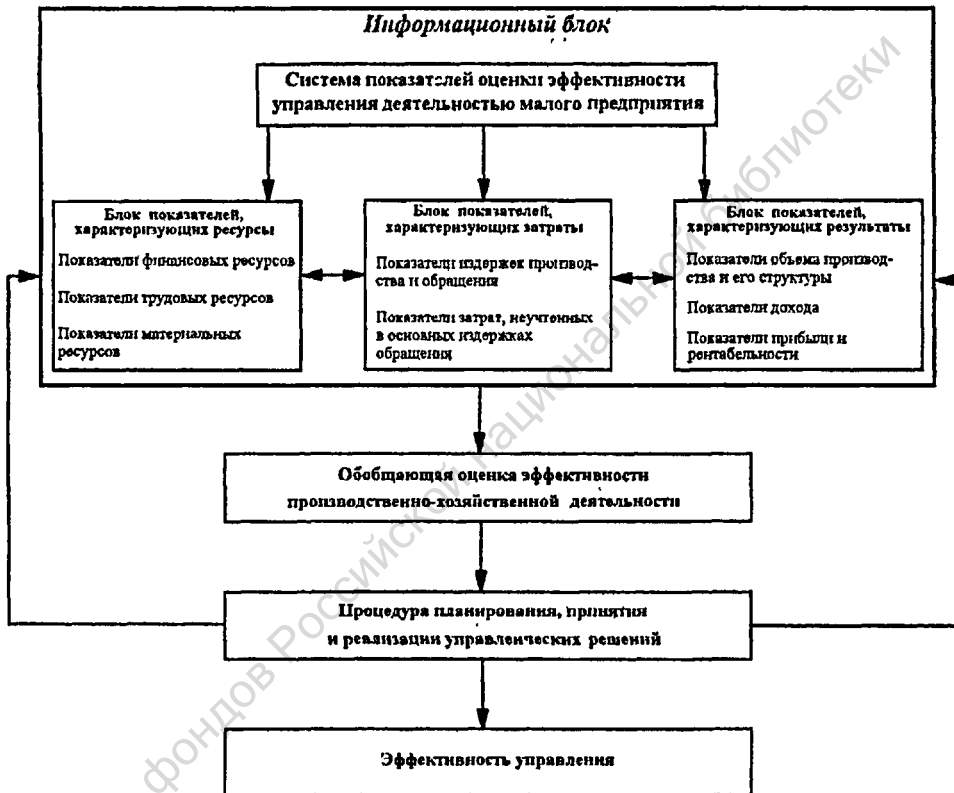 Информационный блок
Система показателей оценки эффективности
управления деятельностью малого предприятия
Блок показателей,
характеризующих ресурсы
Показатели финансовых ресурсов
Показатели трудовых ресурсов
Показатели материальных
ресурсов
Блок показателей,
характеризующих затраты
Показатели издержек производ-
ства и обращения
Показатели затрат, неучтенных
в основных издержках
обращения
Блок показателей,
характеризующих результаты
Показатели объема производ-
ства и его структуры
Показатели дохода
Показатели прибыли и
рентабельности
Обобщающая оценка эффективности
производственно-хозяйственной деятельности
Процедура планирования, принятия
и реализации управленческих решений
Эффективность управления
фондов Российской национальной библиотеки